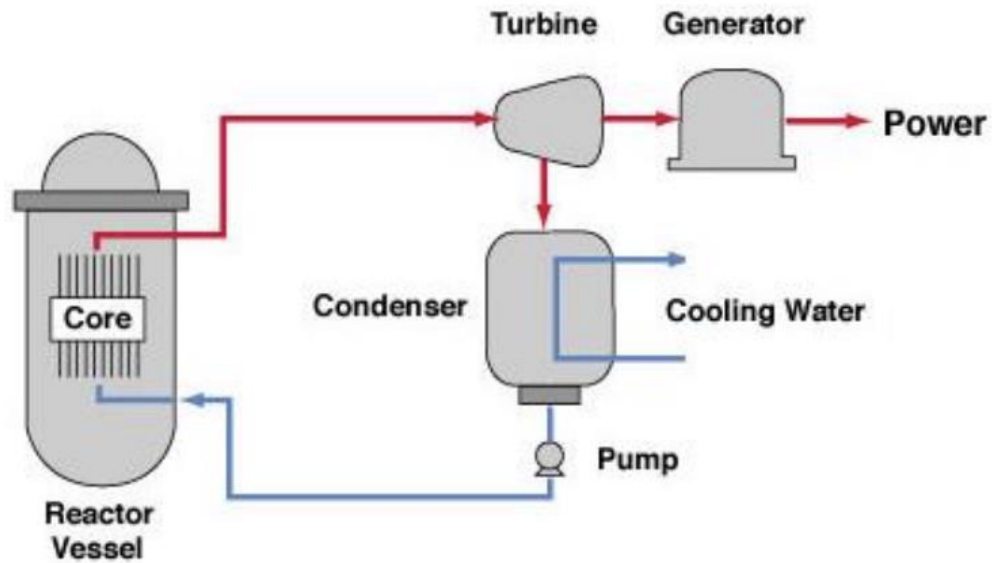 Turbine
Generator
Power
Core
Condenser
Cooling Water
Pump
Reactor
Vessel